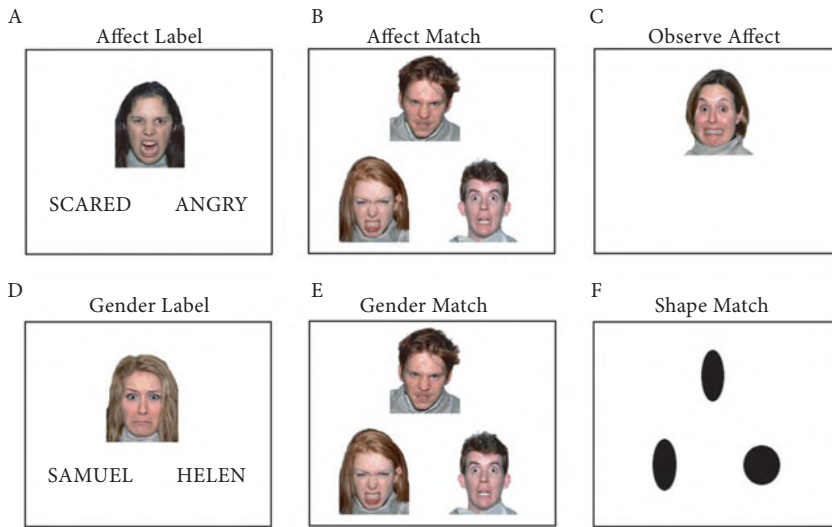 A
Affect Label
SCARED ANGRY
B
Affect Match
C
Observe Affect
D
Gender Label
SAMUEL HELEN
E
Gender Match
F
Shape Match